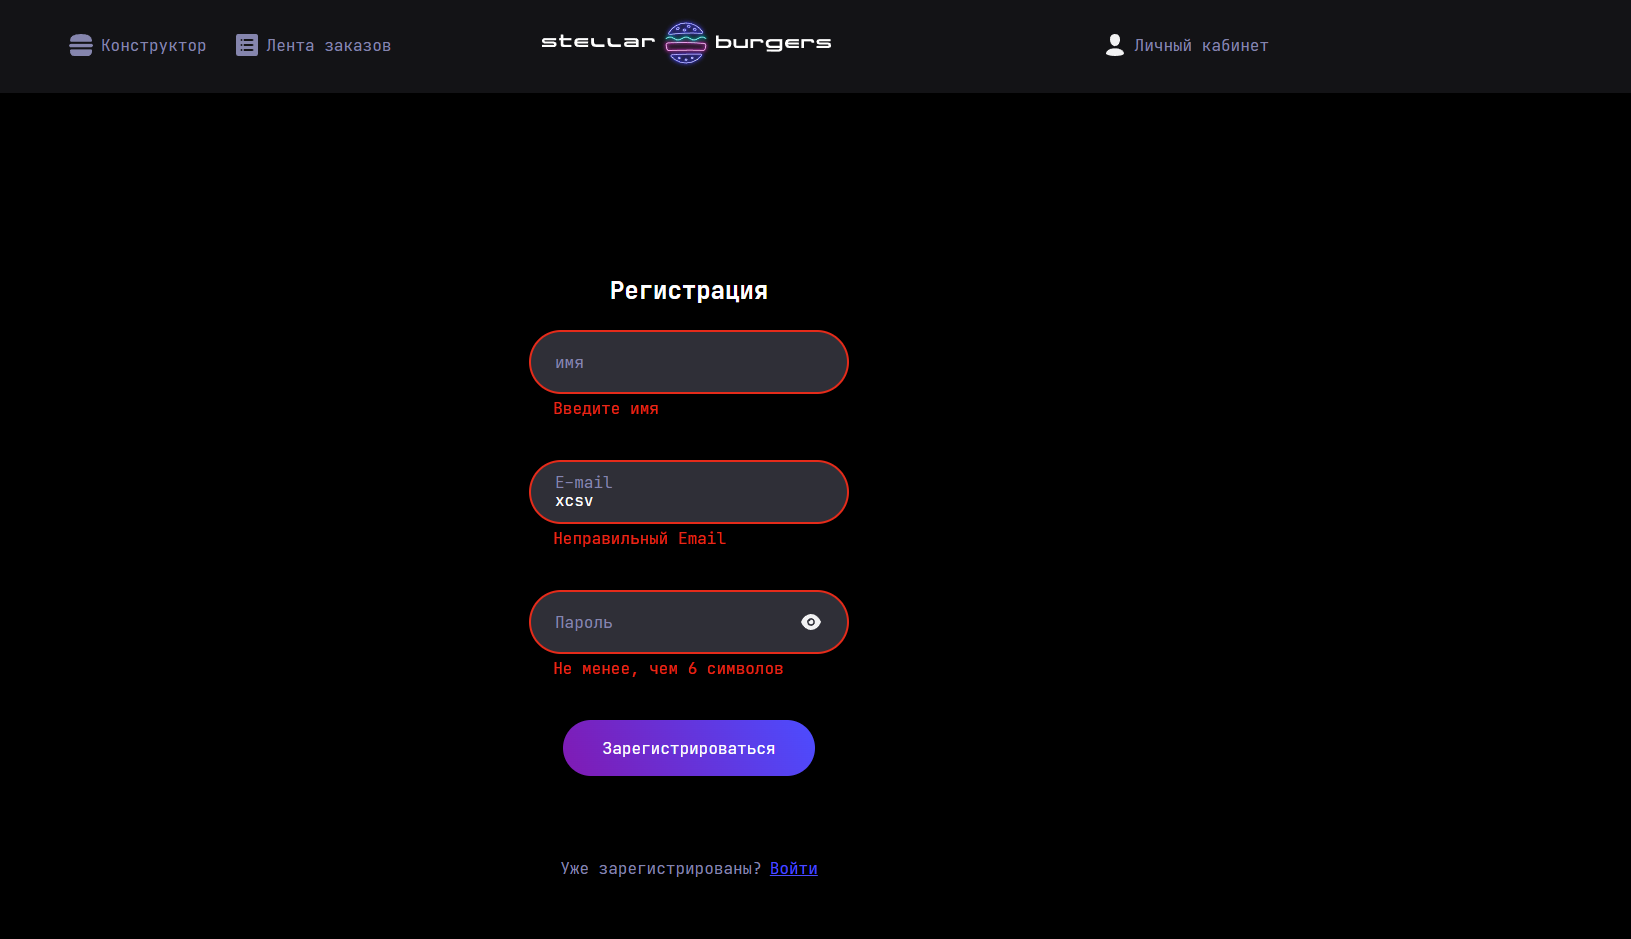 Конструктор
Лента заказов
stellar burgers
Личный кабинет
Регистрация
имя
Введите имя
E-mail
xcsv
Неправильный Email
Пароль
Не менее, чем 6 символов
Зарегистрироваться
Уже зарегистрированы? Войти